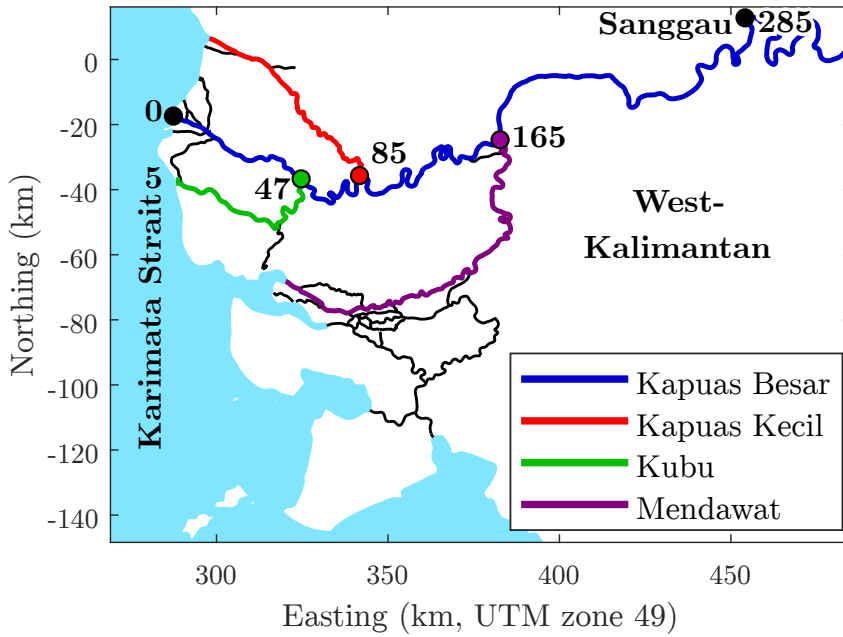 Sanggau
285
0
85
165
47
5
Karimata Strait
West-
Kalimantan
0
-20
-40
-60
-80
-100
-120
-140
Northing (km)
300
350
400
450
Easting (km, UTM zone 49)
Kapuas Besar
Kapuas Kecil
Kubu
Mendawat